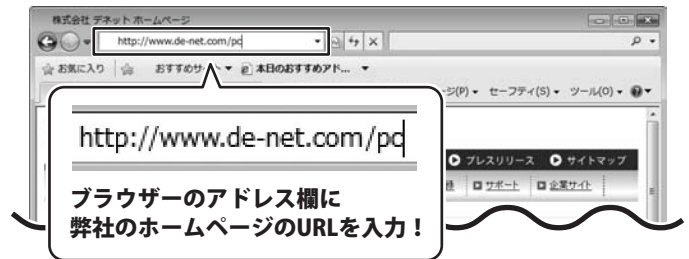 株式会社 デネット ホームページ
http://www.de-net.com/pc
お気に入り おすすめサ 本日のおすすめアド...
ジ(P) セーフティ(S) ツール(O)
http://www.de-net.com/pc
プレスリリース サイトマップ
サポート 企業サイト
ブラウザーのアドレス欄に
弊社のホームページのURLを入力！